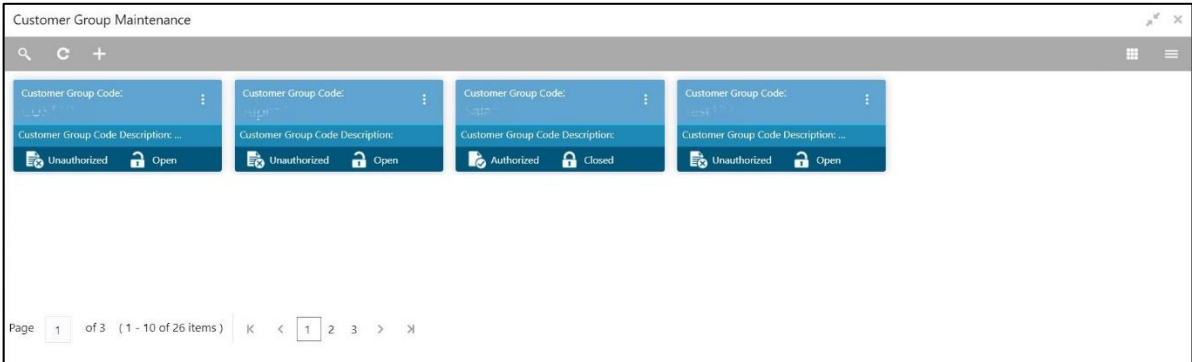 Customer Group Maintenance
Customer Group Code: Customer Group Code: Customer Group Code: Customer Group Code:
Customer Group Code Description: ... Customer Group Code Description: Customer Group Code Description: Customer Group Code Description: ...
Unauthorized Open Unauthorized Open Authorized Closed Unauthorized Open
Page 1 of 3 ( 1 - 10 of 26 items ) 1 2 3